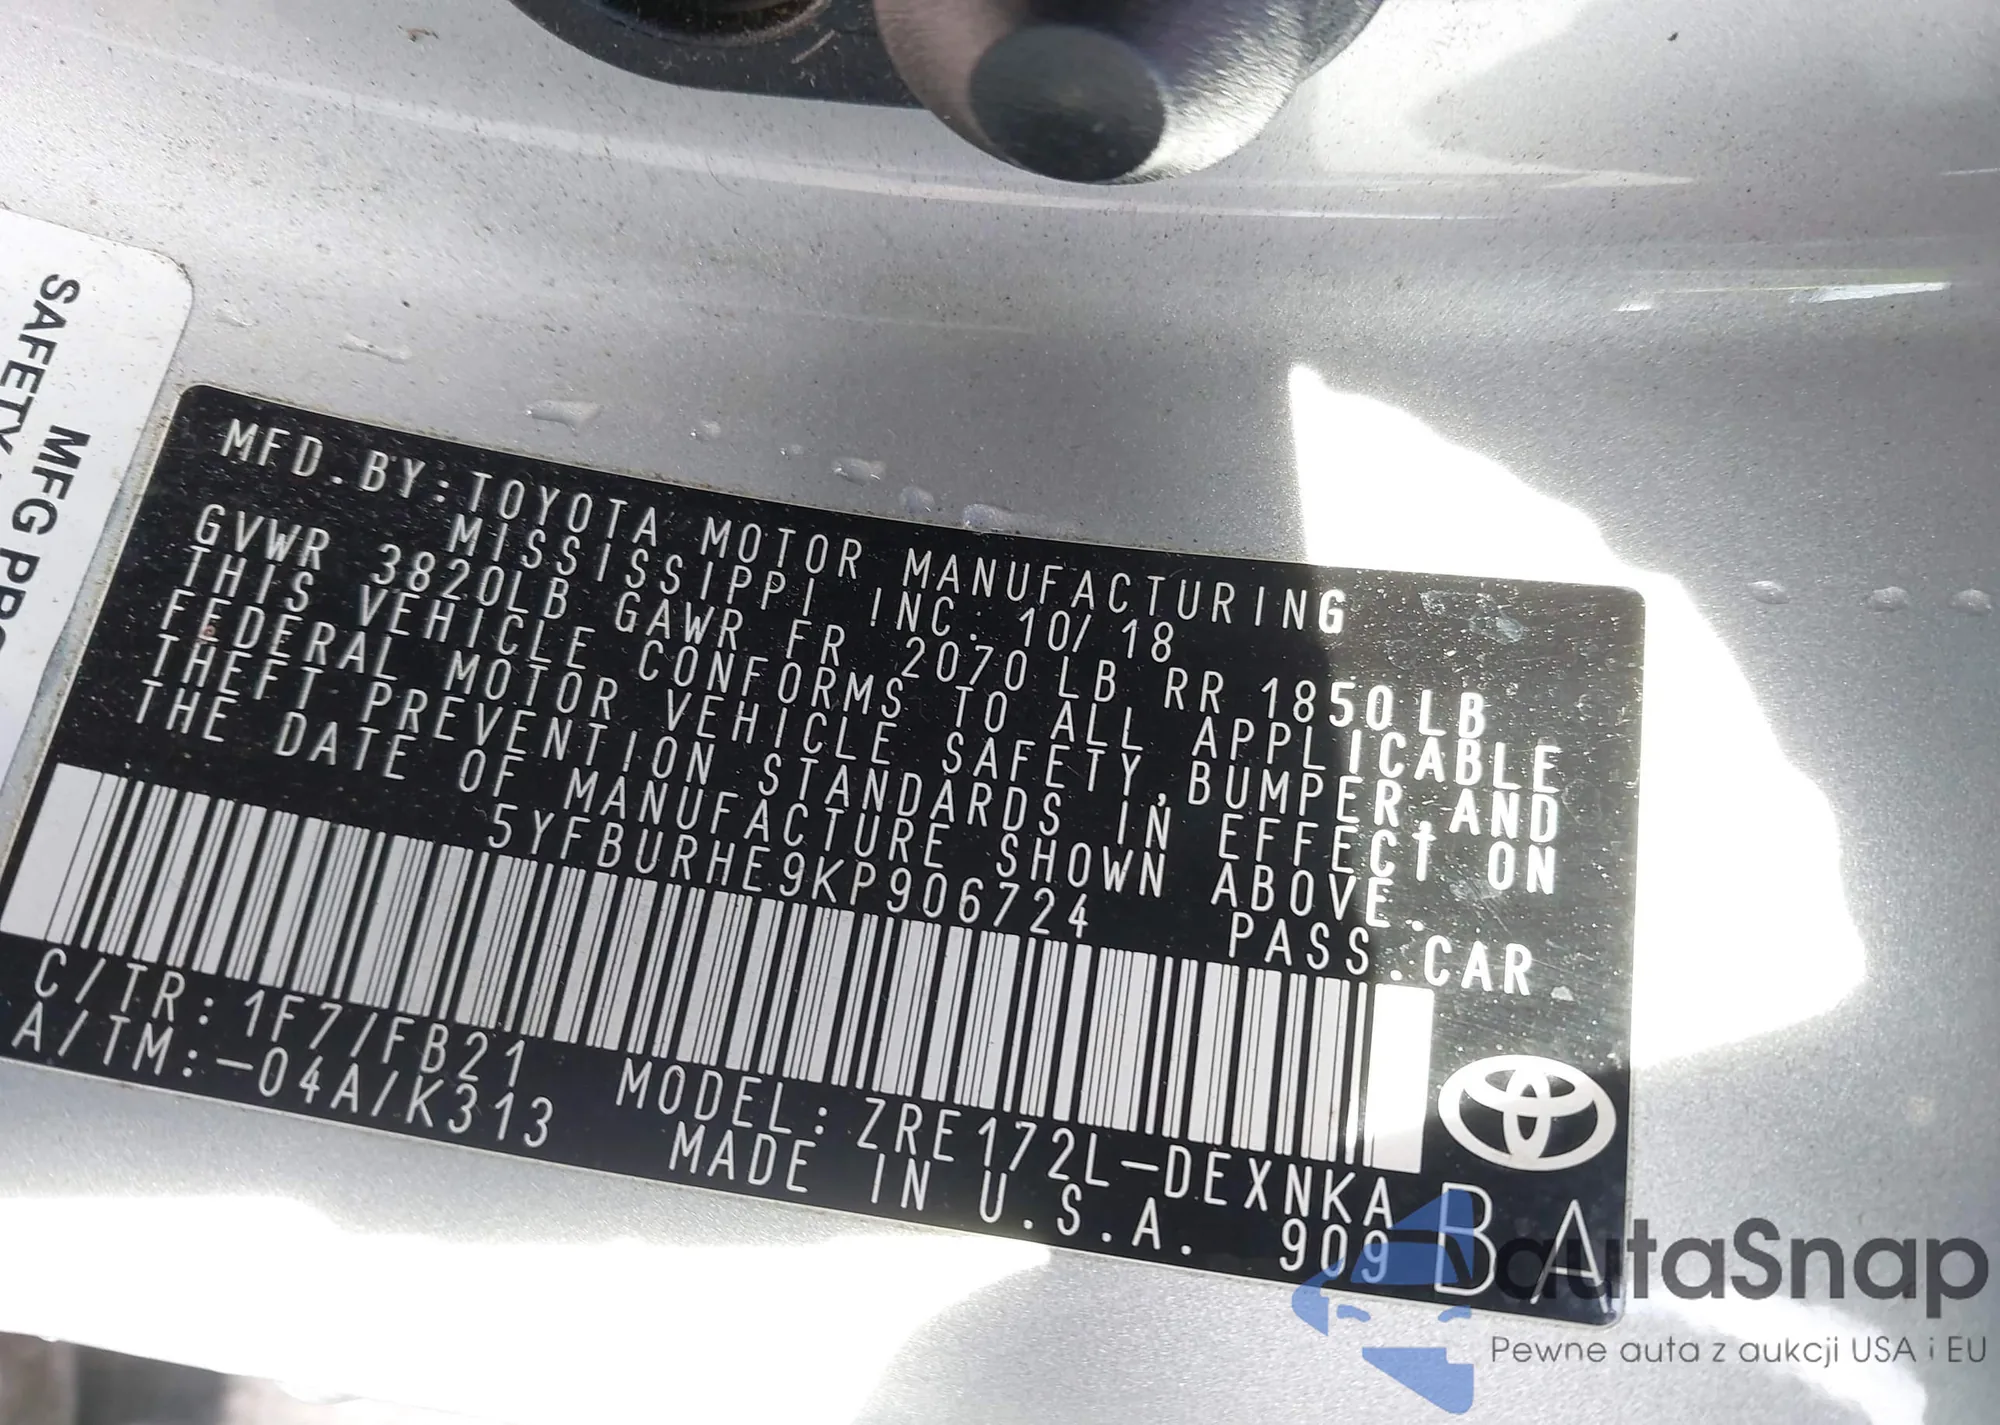 SAFETY
MFG PR
MFD.BY:TOYOTA MOTOR MANUFACTURING
MISSISSIPPI INC. 10/18
GVWR 3820LB GAWR FR 2070LB RR 1850LB
THIS VEHICLE CONFORMS TO ALL APPLICABLE
FEDERAL MOTOR VEHICLE SAFETY,BUMPER,AND
THEFT PREVENTION STANDARDS IN EFFECT ON
THE DATE OF MANUFACTURE SHOWN ABOVE.
5YFBURHE9KP906724 PASS.CAR
C/TR:1F7/FB21 MODEL:ZRE172L-DEXNKA
A/TM:-04A/K313 MADE IN U.S.A. 909
BA
autaSnap
Pewne auta z aukcji USA i EU